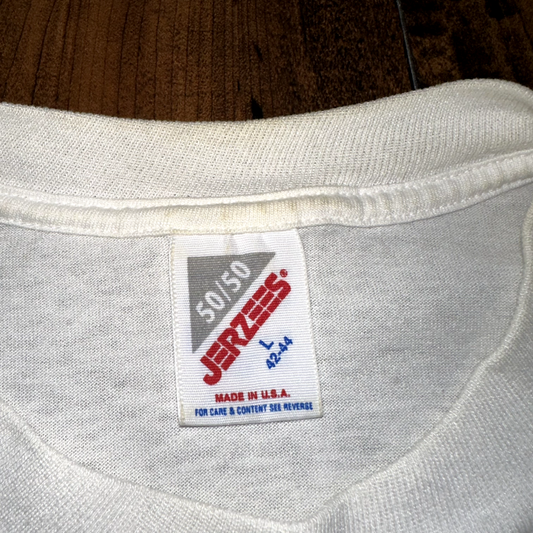 50/50
JERZEES®
L
42-44
MADE IN U.S.A.
FOR CARE & CONTENT SEE REVERSE